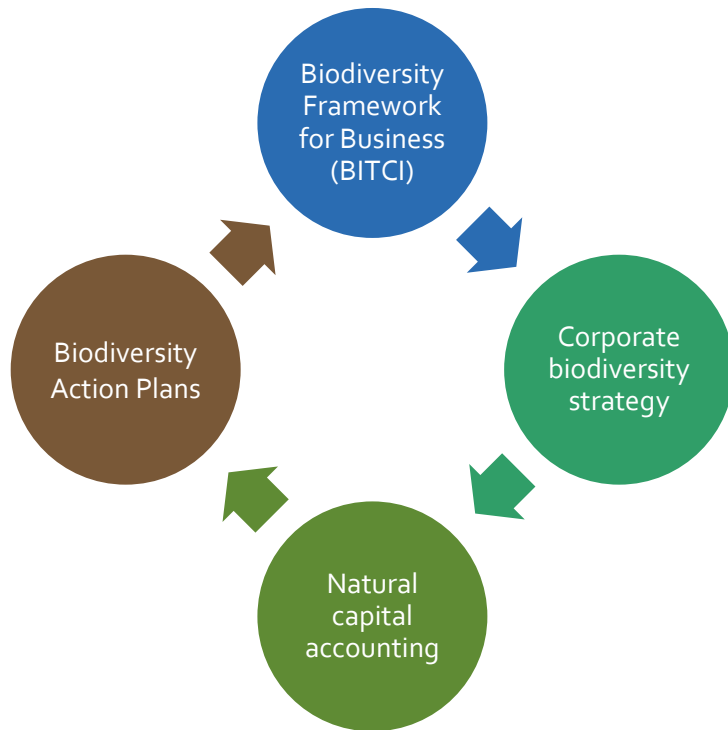 Biodiversity
Framework
for Business
(BITCI)
Corporate
biodiversity
strategy
Natural
capital
accounting
Biodiversity
Action Plans